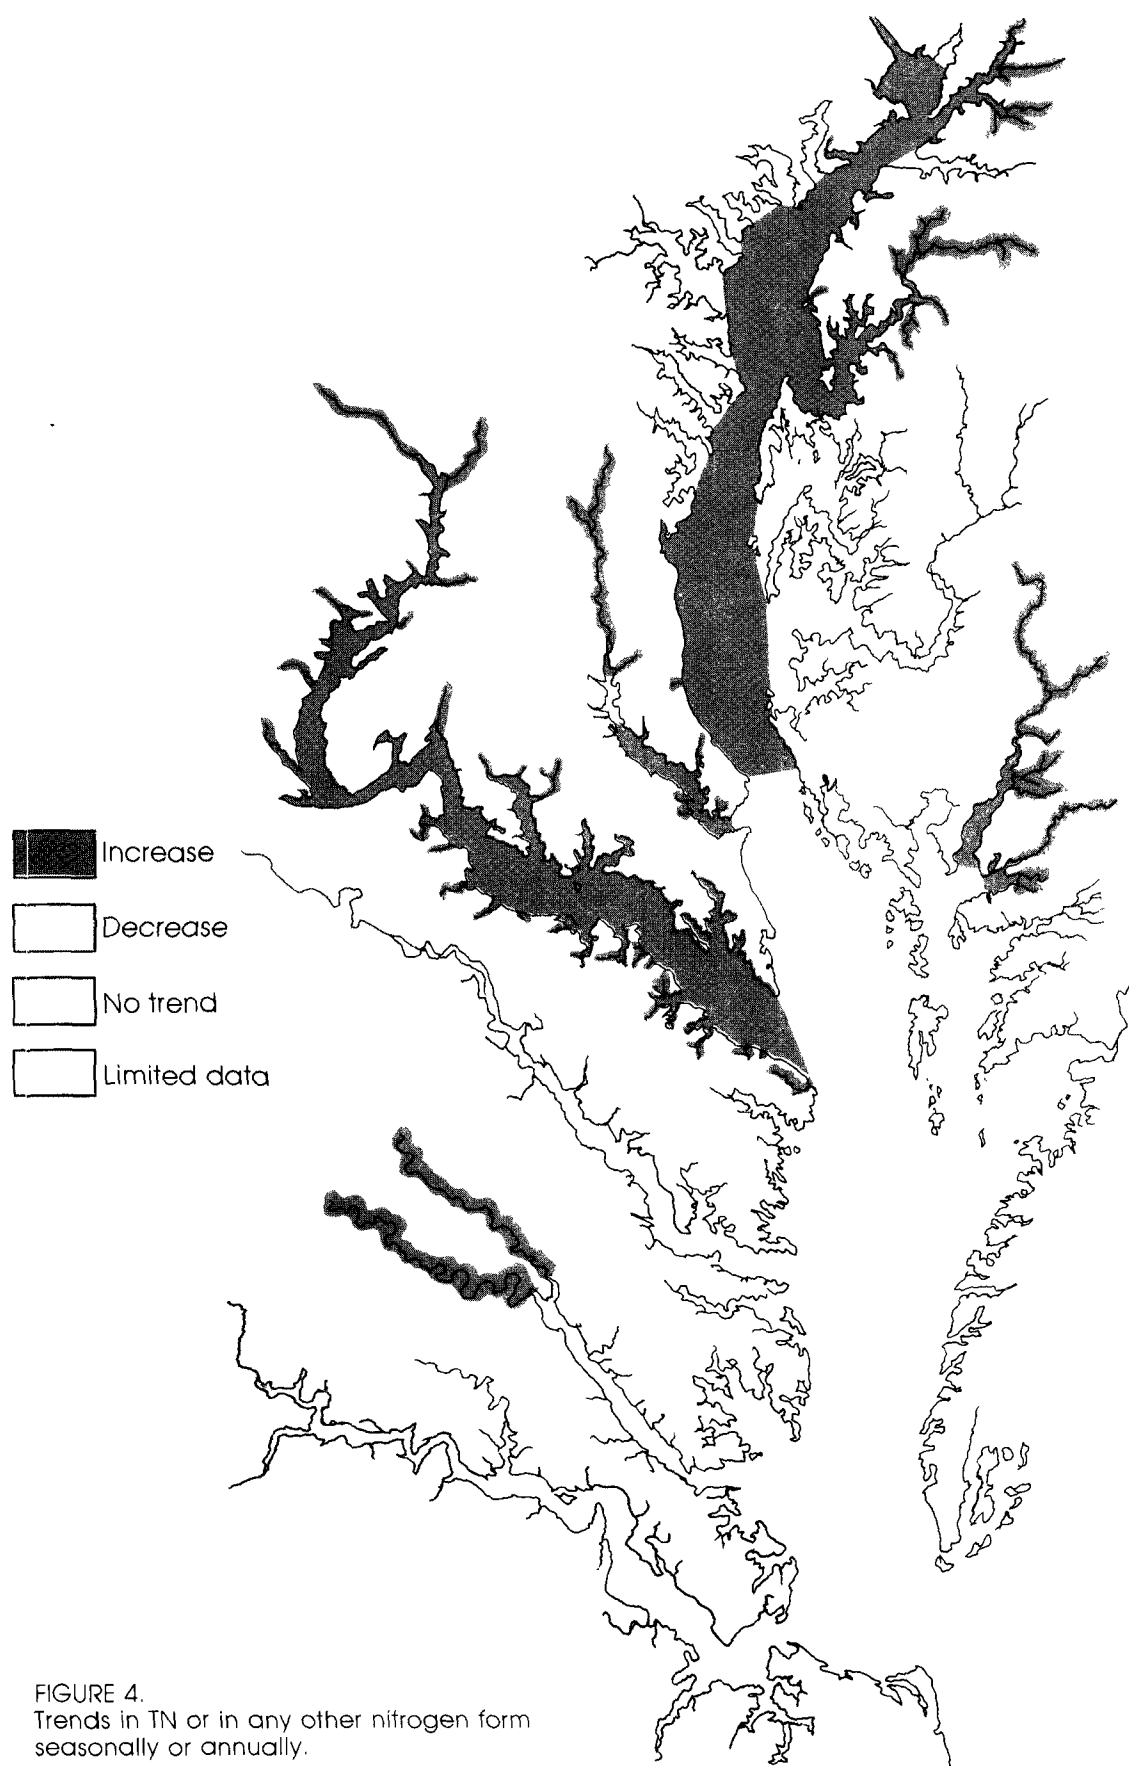 Increase
Decrease
No trend
Limited data
FIGURE 4.
Trends in TN or in any other nitrogen form
seasonally or annually.